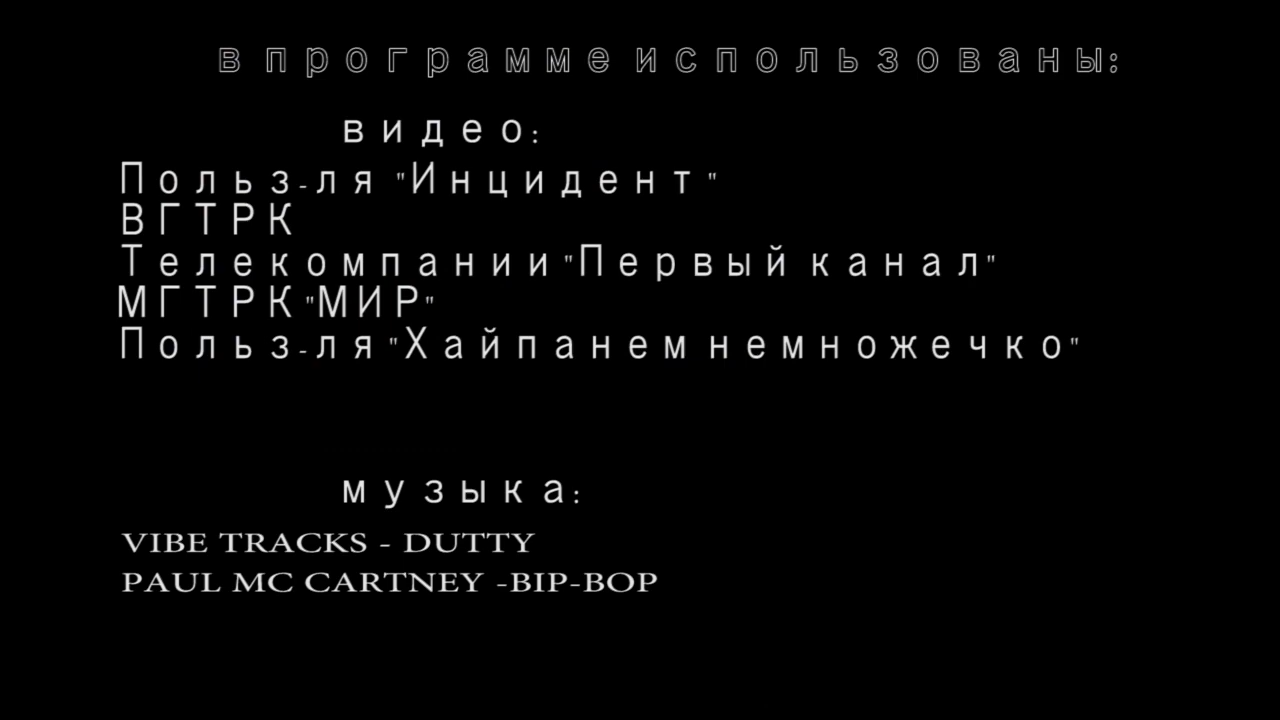 в программе использованы:
видео:
Польз-ля "Инцидент"
ВГТРК
Телекомпании "Первый канал"
МГТРК "МИР"
Польз-ля "Хайпанем немножечко"
музыка:
VIBE TRACKS - DUTTY
PAUL MC CARTNEY -BIP-BOP